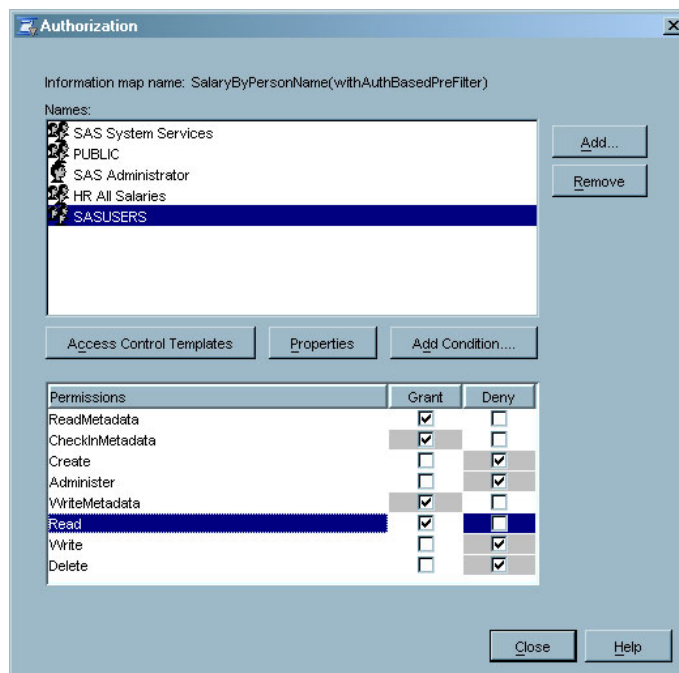 Authorization
Information map name: SalaryByPersonName(withAuthBasedPreFilter)
Names:
SAS System Services
PUBLIC
SAS Administrator
HR All Salaries
SASUSERS
Add...
Remove
Access Control Templates Properties Add Condition....
Permissions Grant Deny
ReadMetadata
CheckInMetadata
Create
Administer
WriteMetadata
Read
Write
Delete
Close Help